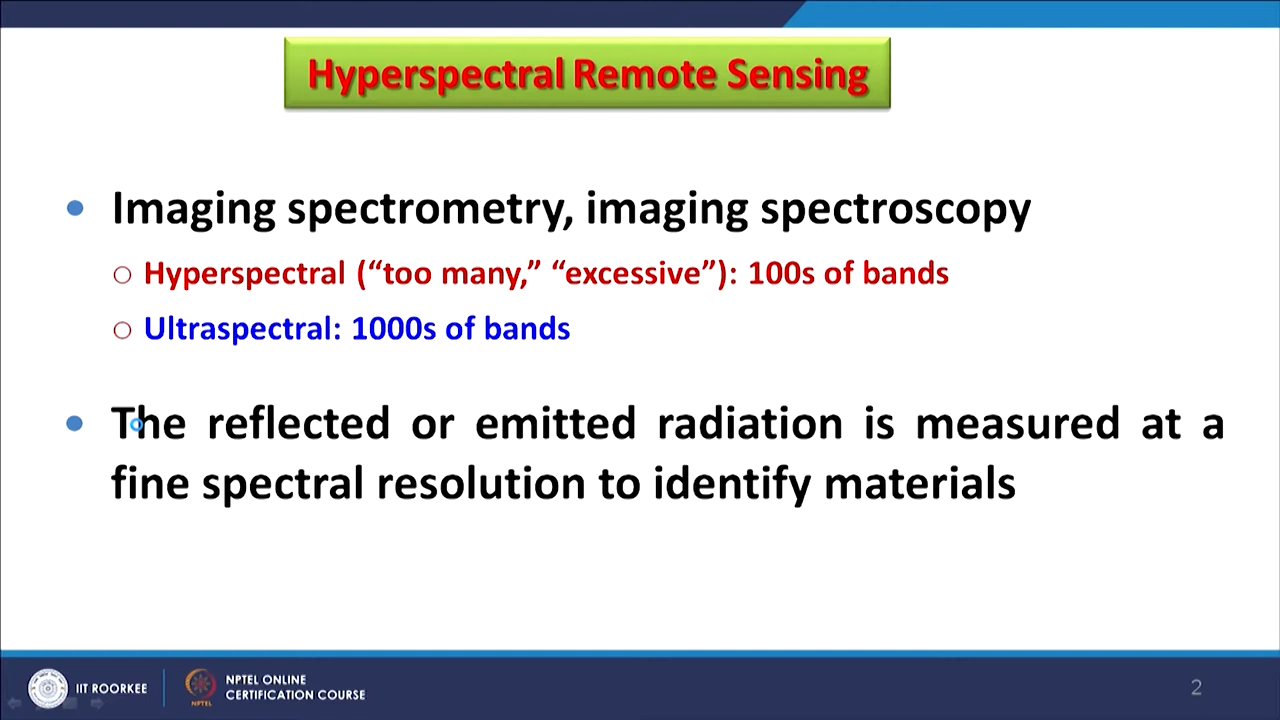 Hyperspectral Remote Sensing
• Imaging spectrometry, imaging spectroscopy
○ Hyperspectral (“too many,” “excessive”): 100s of bands
○ Ultraspectral: 1000s of bands
• The reflected or emitted radiation is measured at a
fine spectral resolution to identify materials
IIT ROORKEE
NPTEL
NPTEL ONLINE
CERTIFICATION COURSE
2